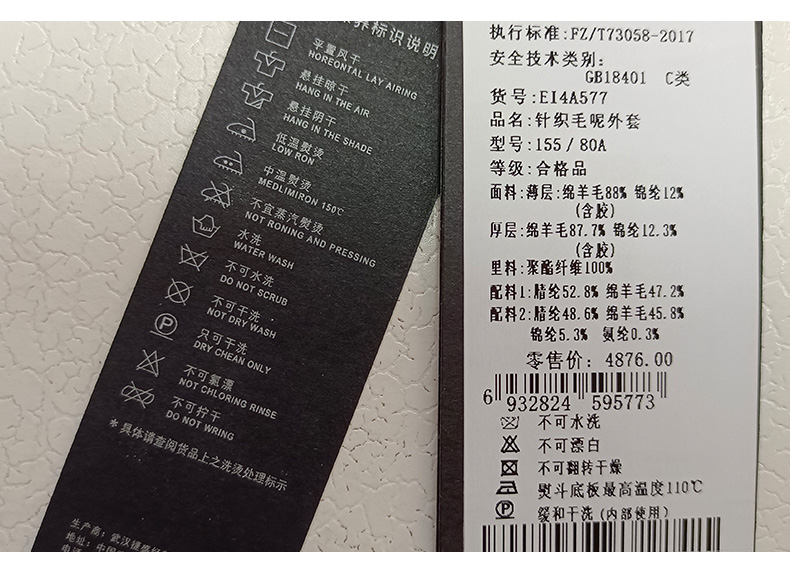 养标识说明
平置风干
HOREONTAL LAY AIRING
悬挂晾干
HANG IN THE AIR
悬挂阴干
HANG IN THE SHADE
低温熨烫
LOW RON
中温熨烫
MEDLIMIRON 150℃
不宜蒸汽熨烫
NOT RONING AND PRESSING
水洗
WATER WASH
不可水洗
DO NOT SCRUB
不可干洗
NOT DRY WASH
只可干洗
DRY CHEAN ONLY
不可氯漂
NOT CHLORING RINSE
不可拧干
DO NOT WRING
*具体请查阅货品上之洗烫处理标示
生产商：武汉
地址：中国
电话
执行标准:FZ/T73058-2017
安全技术类别:
GB18401 C类
货号:EI4A577
品名:针织毛呢外套
型号:155/80A
等级:合格品
面料:薄层:绵羊毛88% 锦纶12%
(含胶)
厚层:绵羊毛87.7% 锦纶12.3%
(含胶)
里料:聚酯纤维100%
配料1:腈纶52.8% 绵羊毛47.2%
配料2:腈纶48.6% 绵羊毛45.8%
锦纶5.3% 氨纶0.3%
零售价: 4876.00
6 932824 595773
不可水洗
不可漂白
不可翻转干燥
熨斗底板最高温度110℃
P 缓和干洗(内部使用)